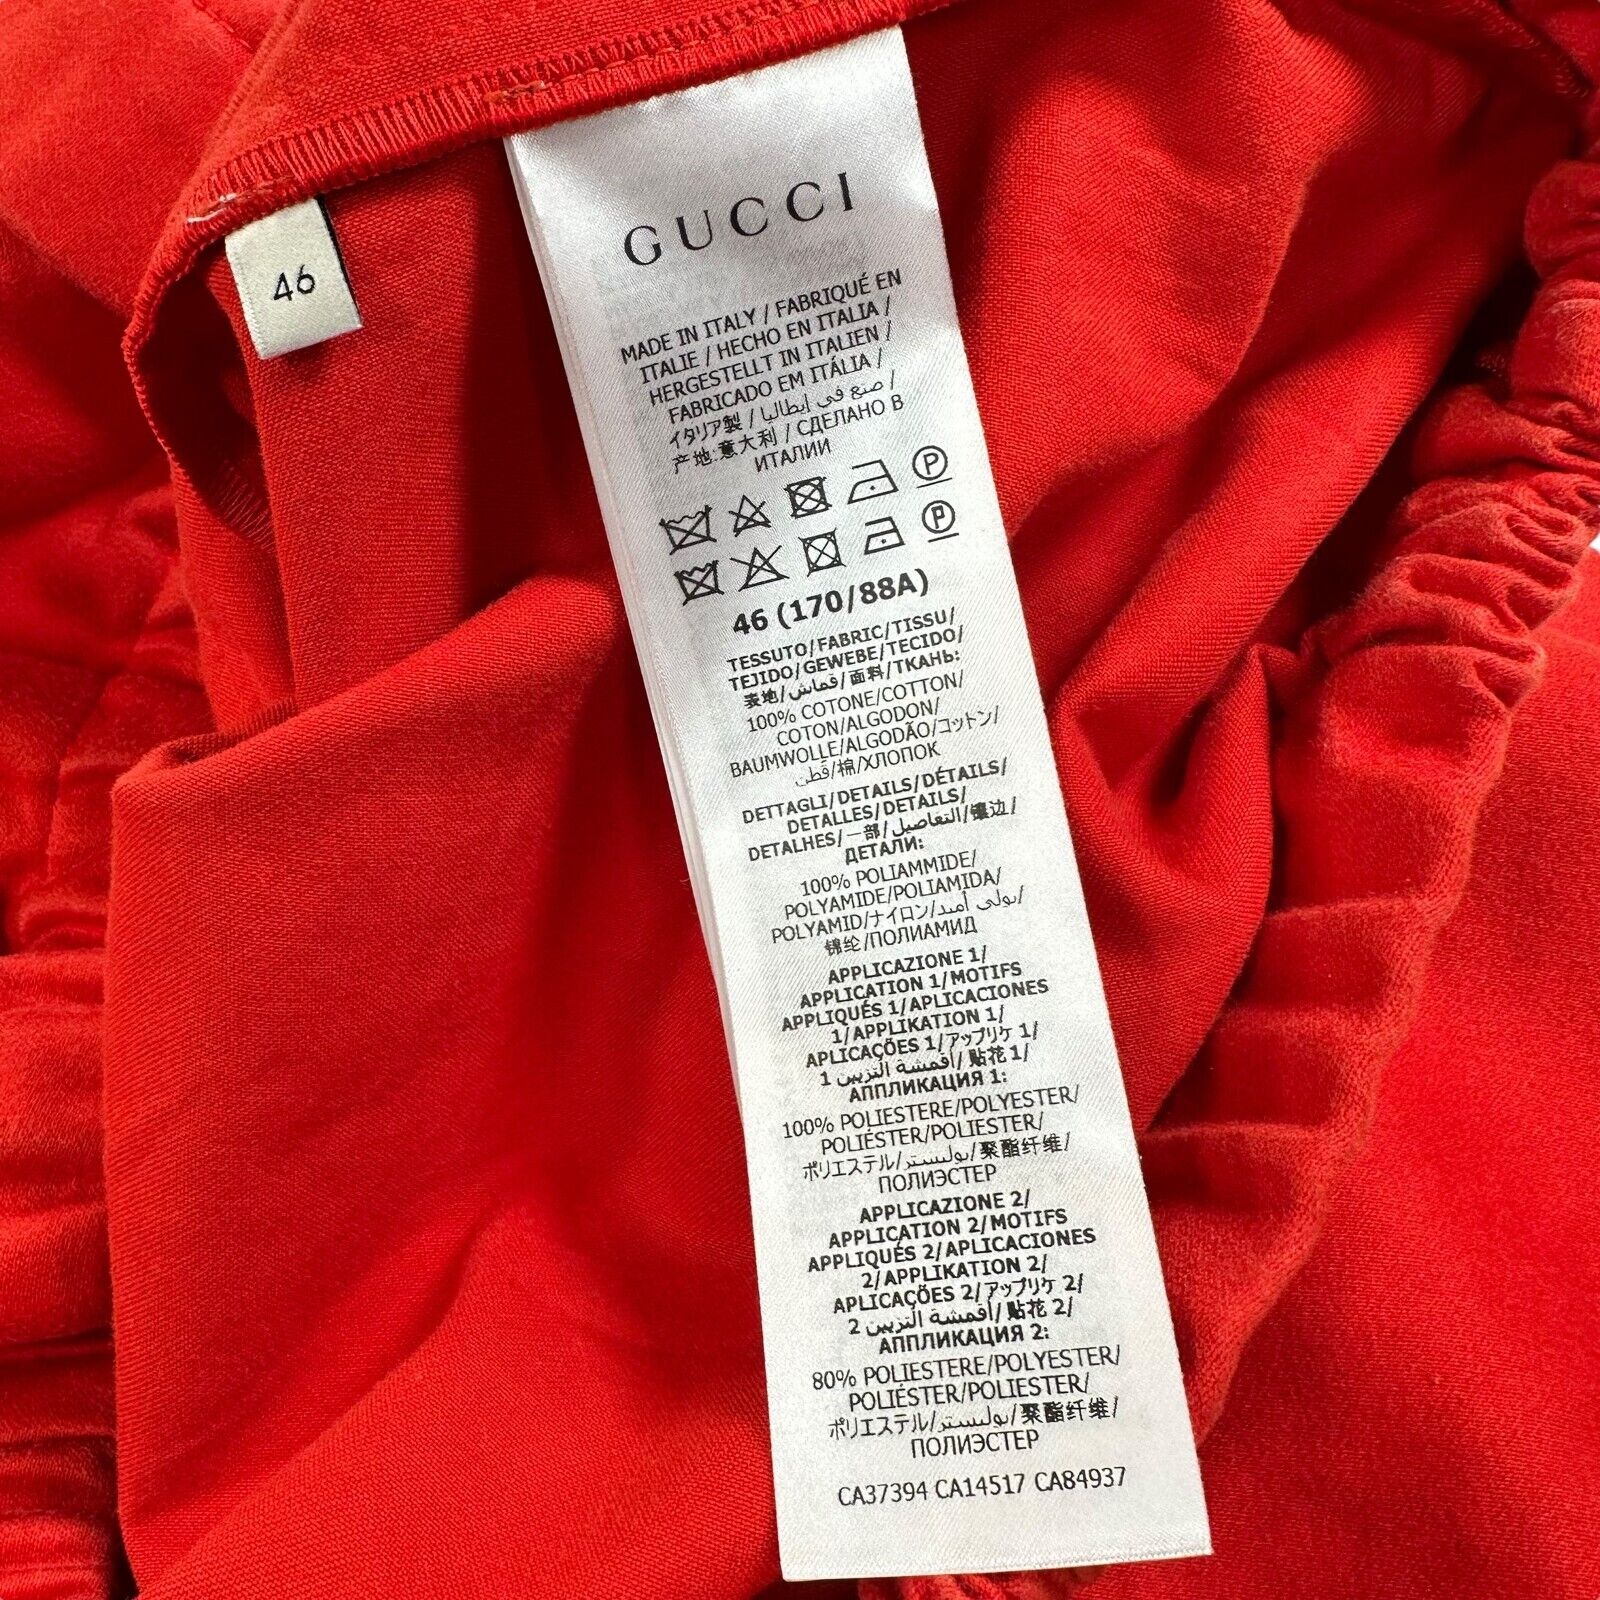 46
GUCCI
MADE IN ITALY / FABRIQUÉ EN
ITALIE / HECHO EN ITALIA /
HERGESTELLT IN ITALIEN /
FABRICADO EM ITÁLIA /
イタリア製 / صنع في إيطاليا /
产地:意大利 / СДЕЛАНО В
ИТАЛИИ
P
P
46 (170/88A)
TESSUTO/FABRIC/TISSU/
TEJIDO/GEWEBE/TECIDO/
表地/قماش/面料/ТКАНЬ:
100% COTONE/COTTON/
COTON/ALGODON/
BAUMWOLLE/ALGODÃO/コットン/
قطن/棉/ХЛОПОК
DETTAGLI/DETAILS/DÉTAILS/
DETALLES/DETAILS/
DETALHES/一部/التفاصيل/镶边/
ДЕТАЛИ:
100% POLIAMMIDE/
POLYAMIDE/POLIAMIDA/
POLYAMID/ナイロン/بولي أميد/
锦纶/ПОЛИАМИД
APPLICAZIONE 1/
APPLICATION 1/MOTIFS
APPLIQUÉS 1/APLICACIONES
1/APPLIKATION 1/
APLICAÇÕES 1/アップリケ 1/
أقمشة التزيين 1/贴花 1/
АППЛИКАЦИЯ 1:
100% POLIESTERE/POLYESTER/
POLIÉSTER/POLIESTER/
ポリエステル/بوليستر/聚酯纤维/
ПОЛИЭСТЕР
APPLICAZIONE 2/
APPLICATION 2/MOTIFS
APPLIQUÉS 2/APLICACIONES
2/APPLIKATION 2/
APLICAÇÕES 2/アップリケ 2/
أقمشة التزيين 2/贴花 2/
АППЛИКАЦИЯ 2:
80% POLIESTERE/POLYESTER/
POLIÉSTER/POLIESTER/
ポリエステル/بوليستر/聚酯纤维/
ПОЛИЭСТЕР
CA37394 CA14517 CA84937